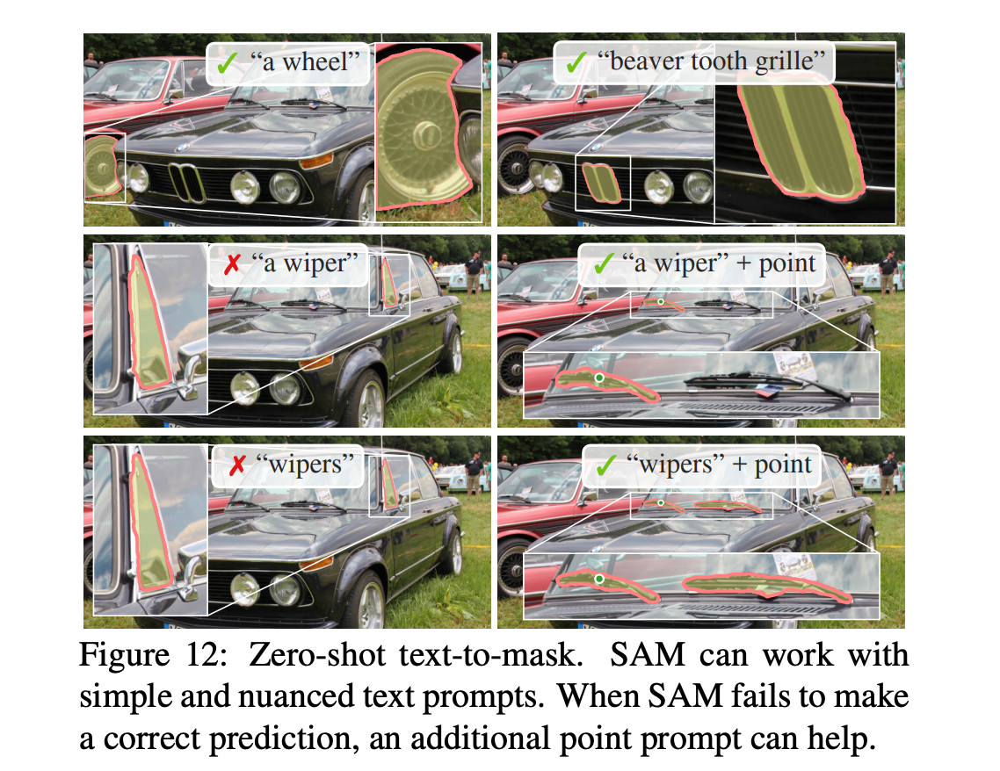 ✓ “a wheel”
✓ “beaver tooth grille”
✗ “a wiper”
✓ “a wiper” + point
✗ “wipers”
✓ “wipers” + point
Figure 12: Zero-shot text-to-mask. SAM can work with
simple and nuanced text prompts. When SAM fails to make
a correct prediction, an additional point prompt can help.